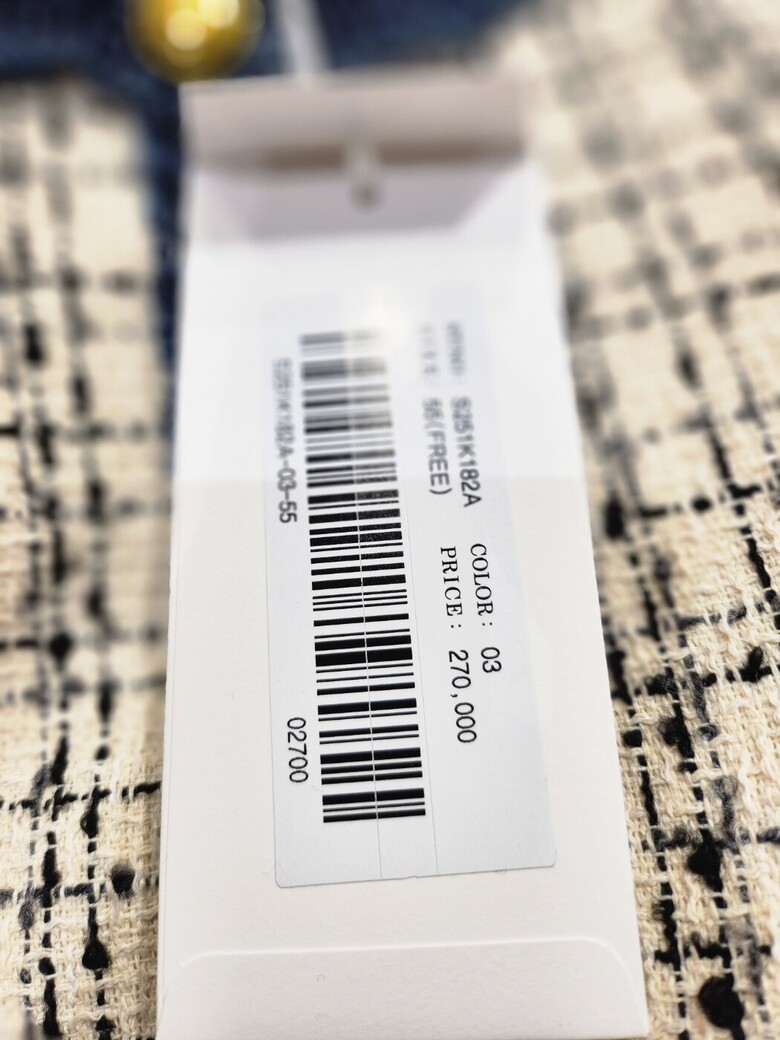 S251K182A
55(FREE)
COLOR: 03
PRICE: 270,000
S251K182A-03-55
02700